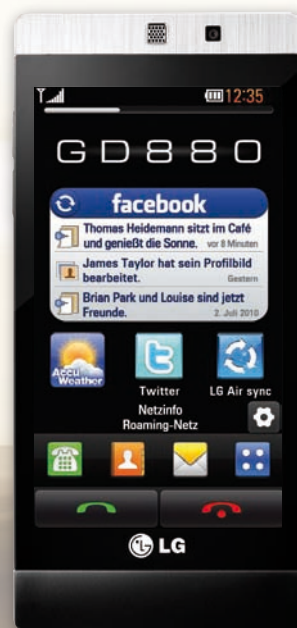 12:35
GD880
facebook
Thomas Heidemann sitzt im Café
und genießt die Sonne. vor 8 Minuten
James Taylor hat sein Profilbild
bearbeitet. Gestern
Brian Park und Louise sind jetzt
Freunde. 2. Juli 2010
Accu
Weather
Twitter
LG Air sync
Netzinfo
Roaming-Netz
LG